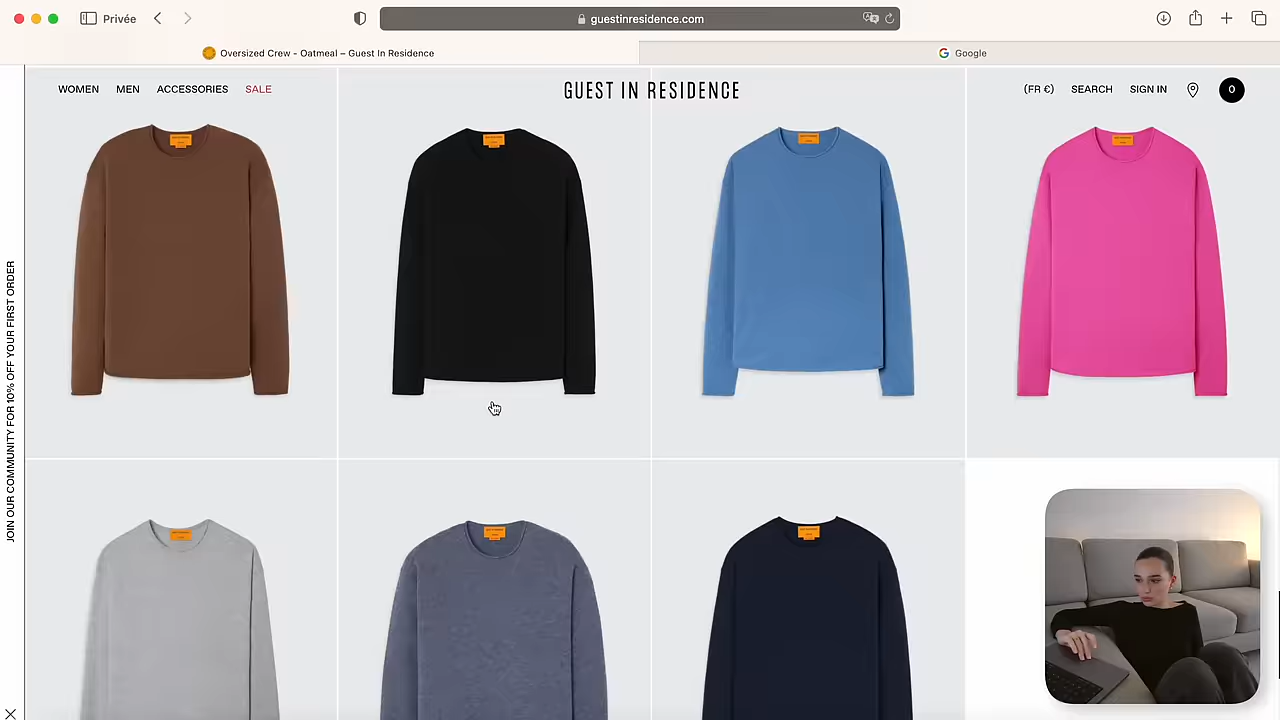 Privée
guestinresidence.com
Oversized Crew - Oatmeal – Guest In Residence
Google
WOMEN MEN ACCESSORIES SALE
GUEST IN RESIDENCE
(FR €) SEARCH SIGN IN 0
JOIN OUR COMMUNITY FOR 10% OFF YOUR FIRST ORDER